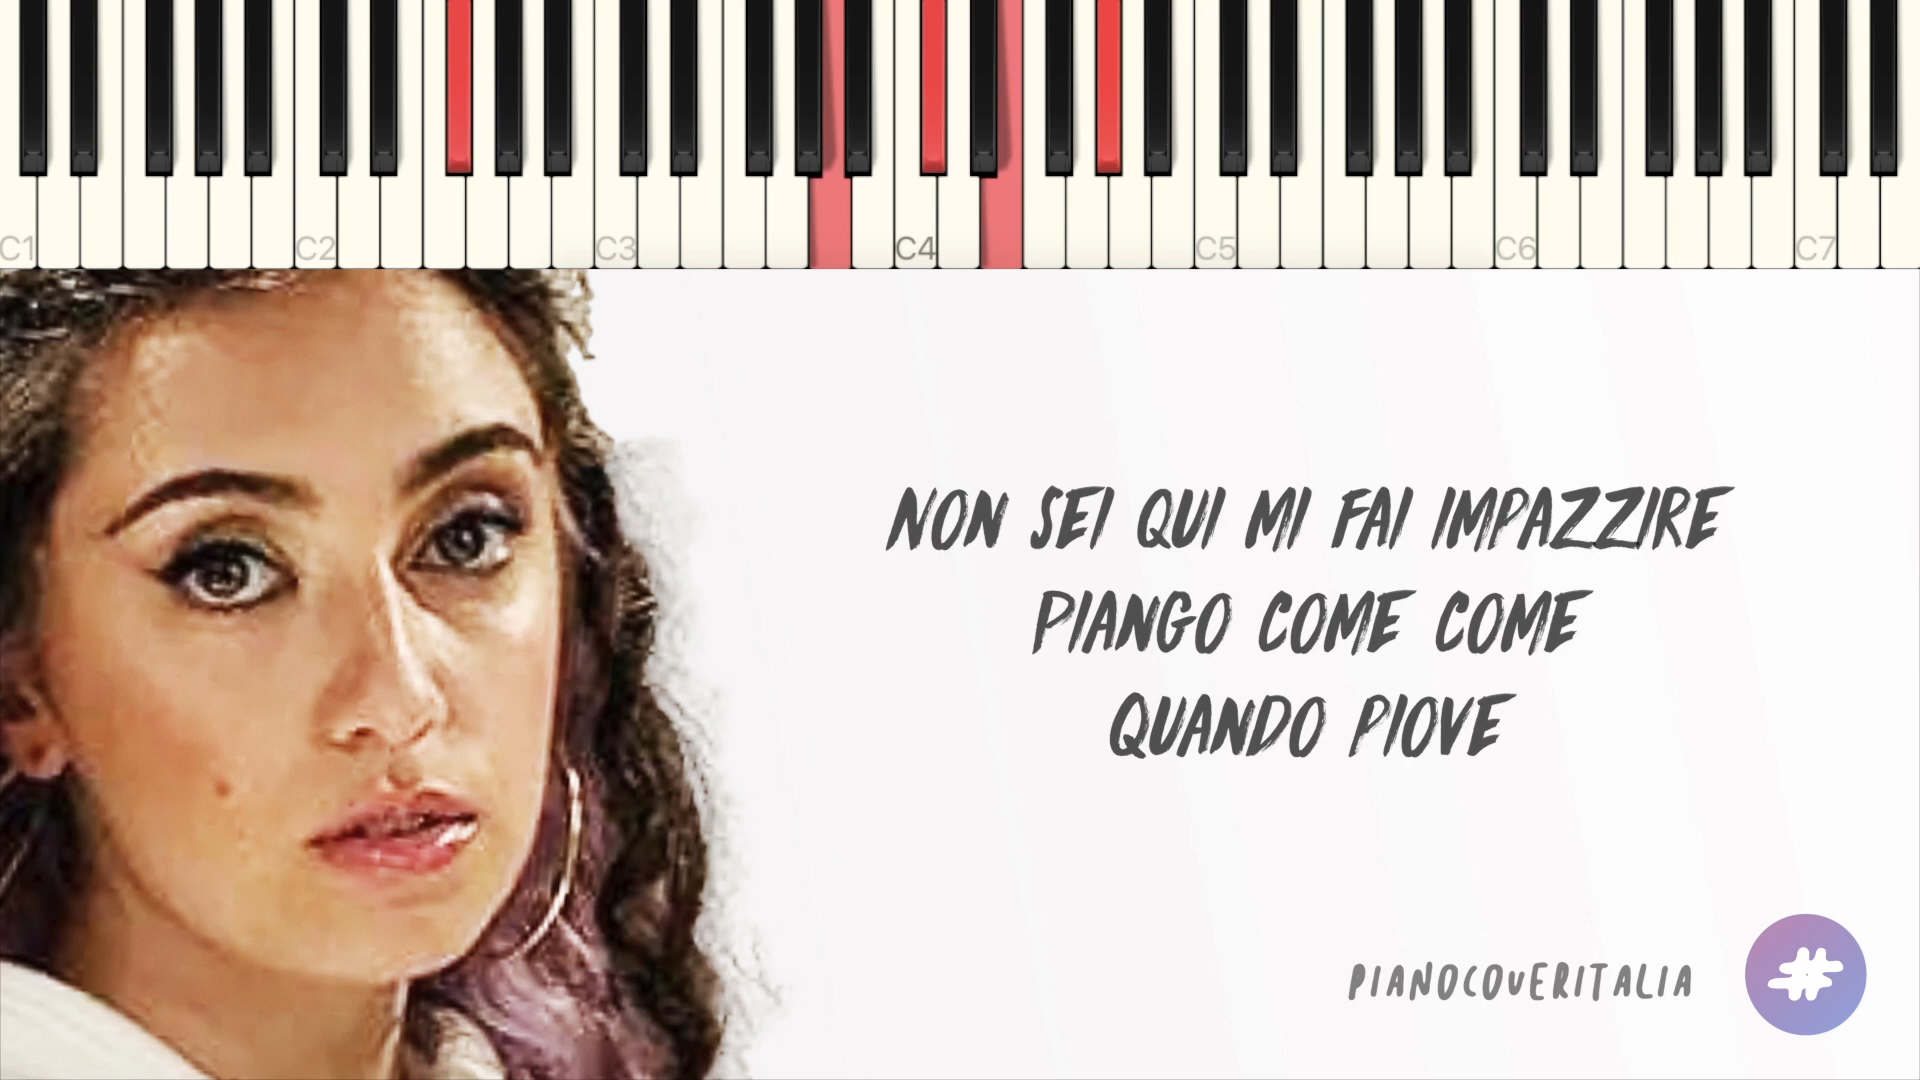 C1 C2 C3 C4 C5 C6 C7
NON SEI QUI MI FAI IMPAZZIRE
PIANGO COME COME
QUANDO PIOVE
PIANOCOVERITALIA
#